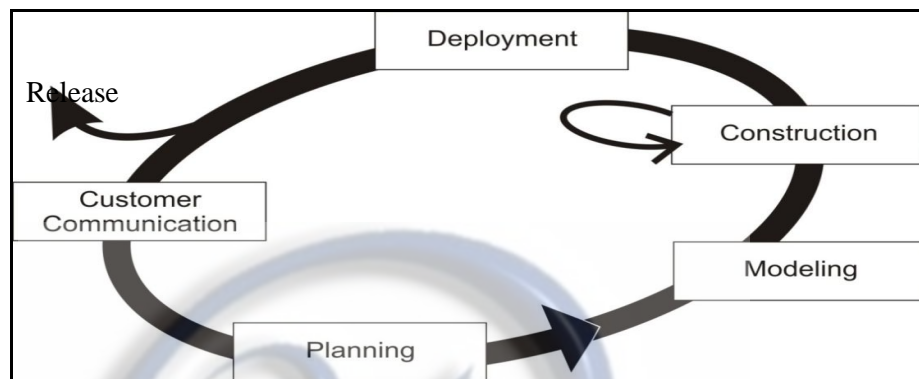 Deployment
Release
Construction
Customer
Communication
Modeling
Planning